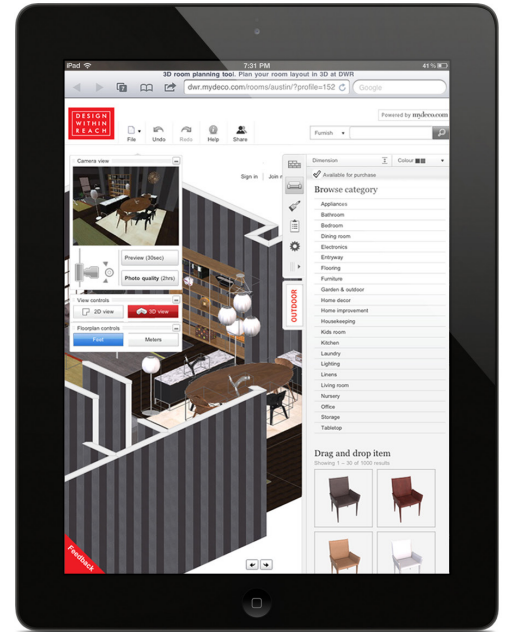 iPad
7:31 PM
41%
3D room planning tool. Plan your room layout in 3D at DWR
dwr.mydeco.com/rooms/austin/?profile=152
Google
DESIGN
WITHIN
REACH
Powered by mydeco.com
File
Undo
Redo
Help
Share
Furnish
Camera view
Dimension
Colour
Sign in
Join
Available for purchase
Browse category
Appliances
Bathroom
Bedroom
Dining room
Electronics
Entryway
Flooring
Furniture
Garden & outdoor
Home decor
Home improvement
Housekeeping
Kids room
Kitchen
Laundry
Lighting
Linens
Living room
Nursery
Office
Storage
Tabletop
Preview (30sec)
Photo quality (2hrs)
View controls
2D view
3D view
Floorplan controls
Feet
Meters
OUTDOOR
Drag and drop item
Showing 1 – 30 of 1000 results
Feedback